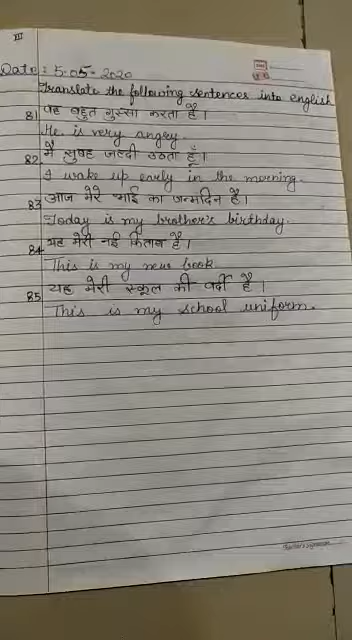 III
Date: 5-05-2020
Translate the following sentences into english
81 वह बहुत गुस्सा करता है।
He is very angry.
82 मैं सुबह जल्दी उठता हूँ।
I wake up early in the morning.
83 आज मेरे भाई का जन्मदिन है।
Today is my brother's birthday.
84 यह मेरी नई किताब है।
This is my new book.
85 यह मेरी स्कूल की वर्दी है।
This is my school uniform.